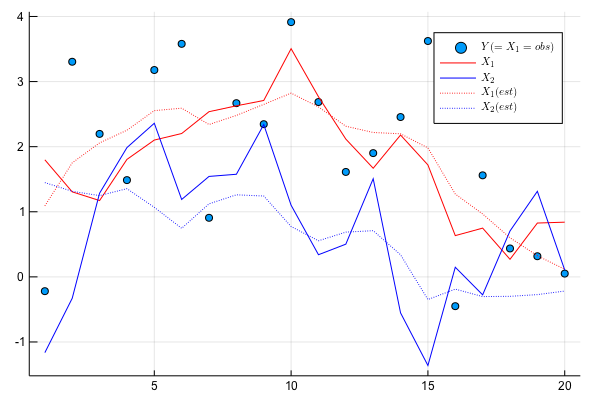 4
3
2
1
0
-1
5
10
15
20
Y(= X₁ = obs)
X₁
X₂
X₁(est)
X₂(est)